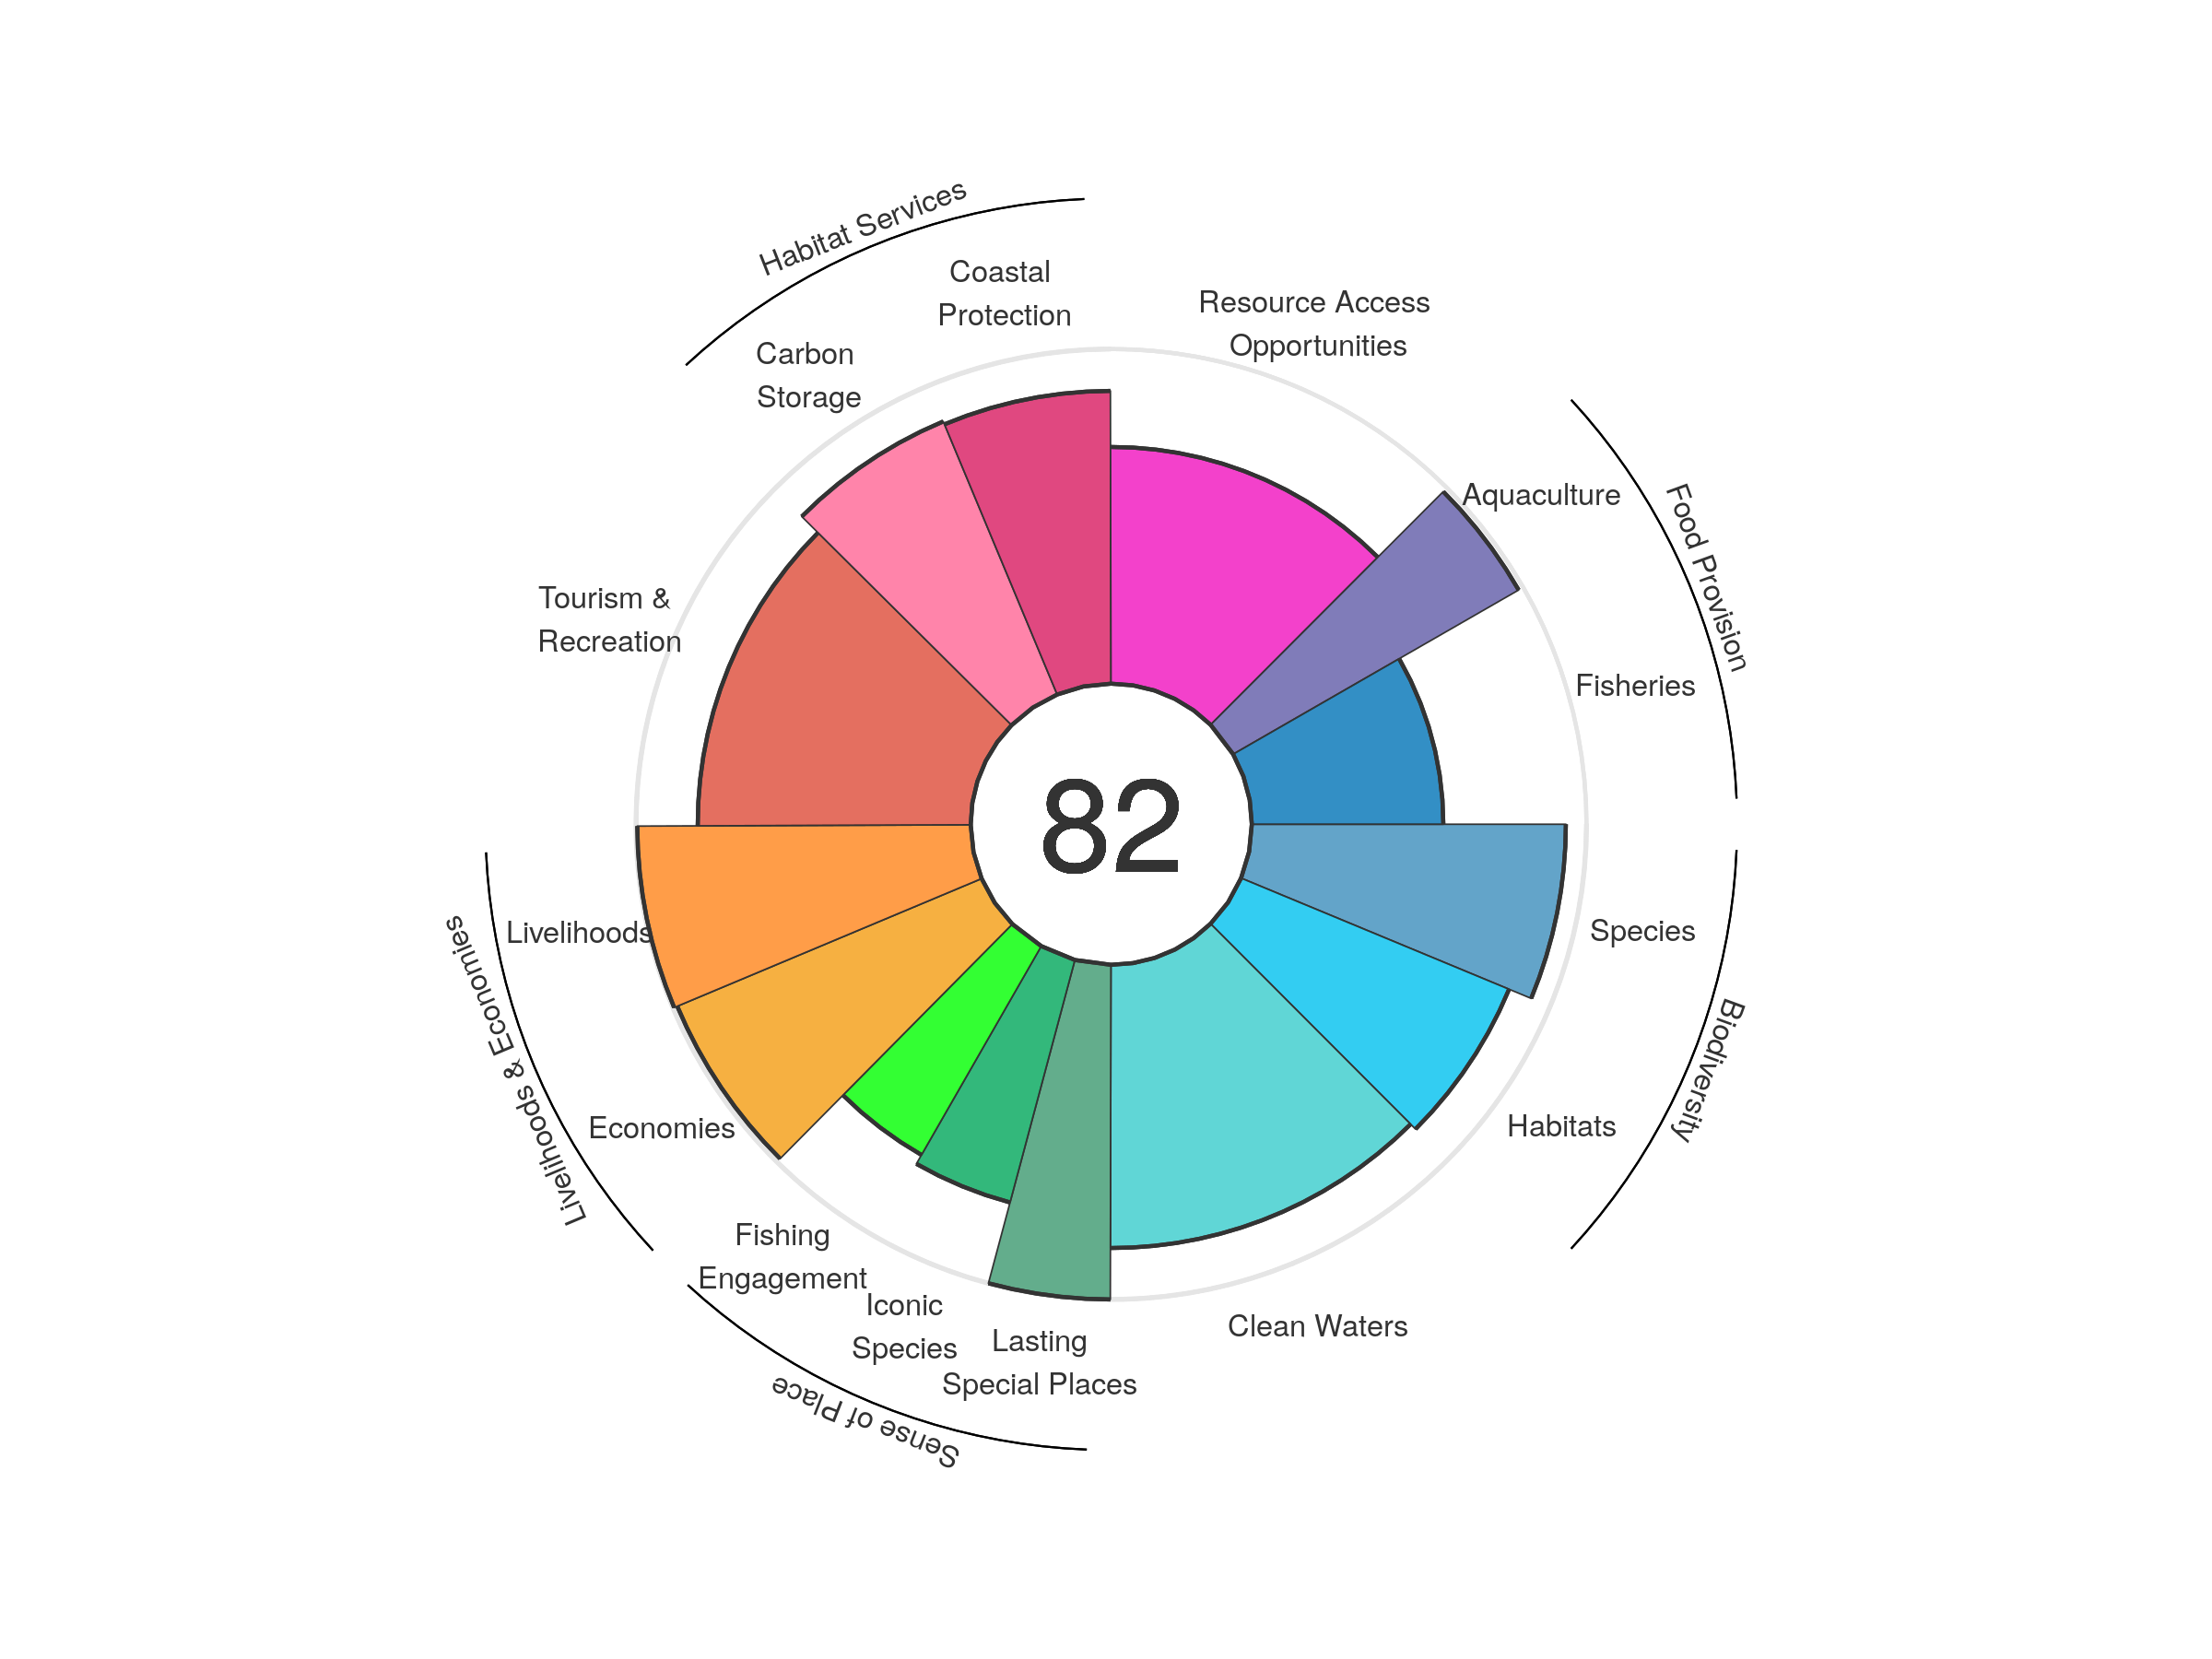 Habitat Services
Coastal
Protection
Resource Access
Opportunities
Carbon
Storage
Aquaculture
Food Provision
Tourism &
Recreation
Fisheries
82
Livelihoods
Species
Livelihoods & Economies
Biodiversity
Economies
Habitats
Fishing
Engagement
Iconic
Species
Lasting
Special Places
Clean Waters
Sense of Place